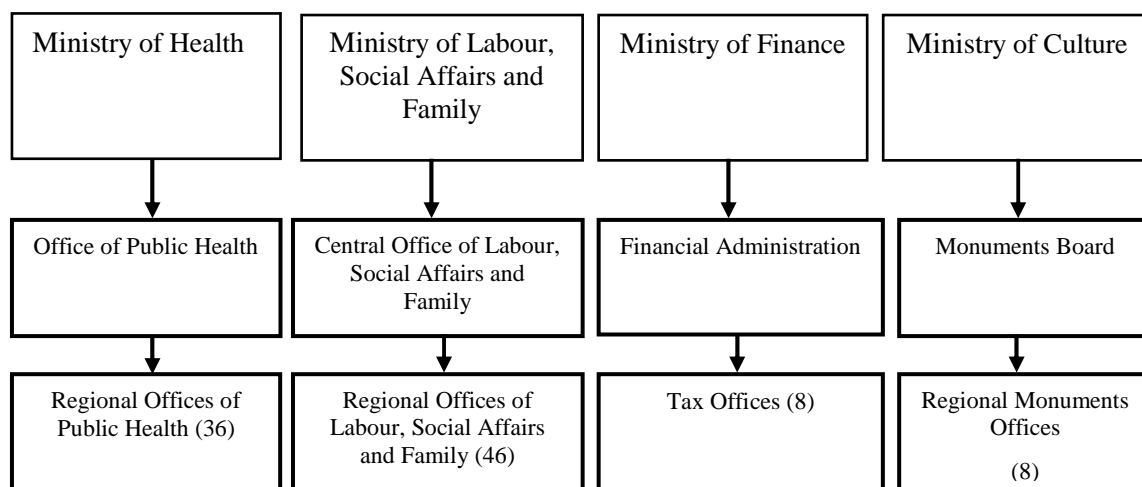 Ministry of Health
Ministry of Labour,
Social Affairs and
Family
Ministry of Finance
Ministry of Culture
Office of Public Health
Central Office of Labour,
Social Affairs and
Family
Financial Administration
Monuments Board
Regional Offices of
Public Health (36)
Regional Offices of
Labour, Social Affairs
and Family (46)
Tax Offices (8)
Regional Monuments
Offices
(8)